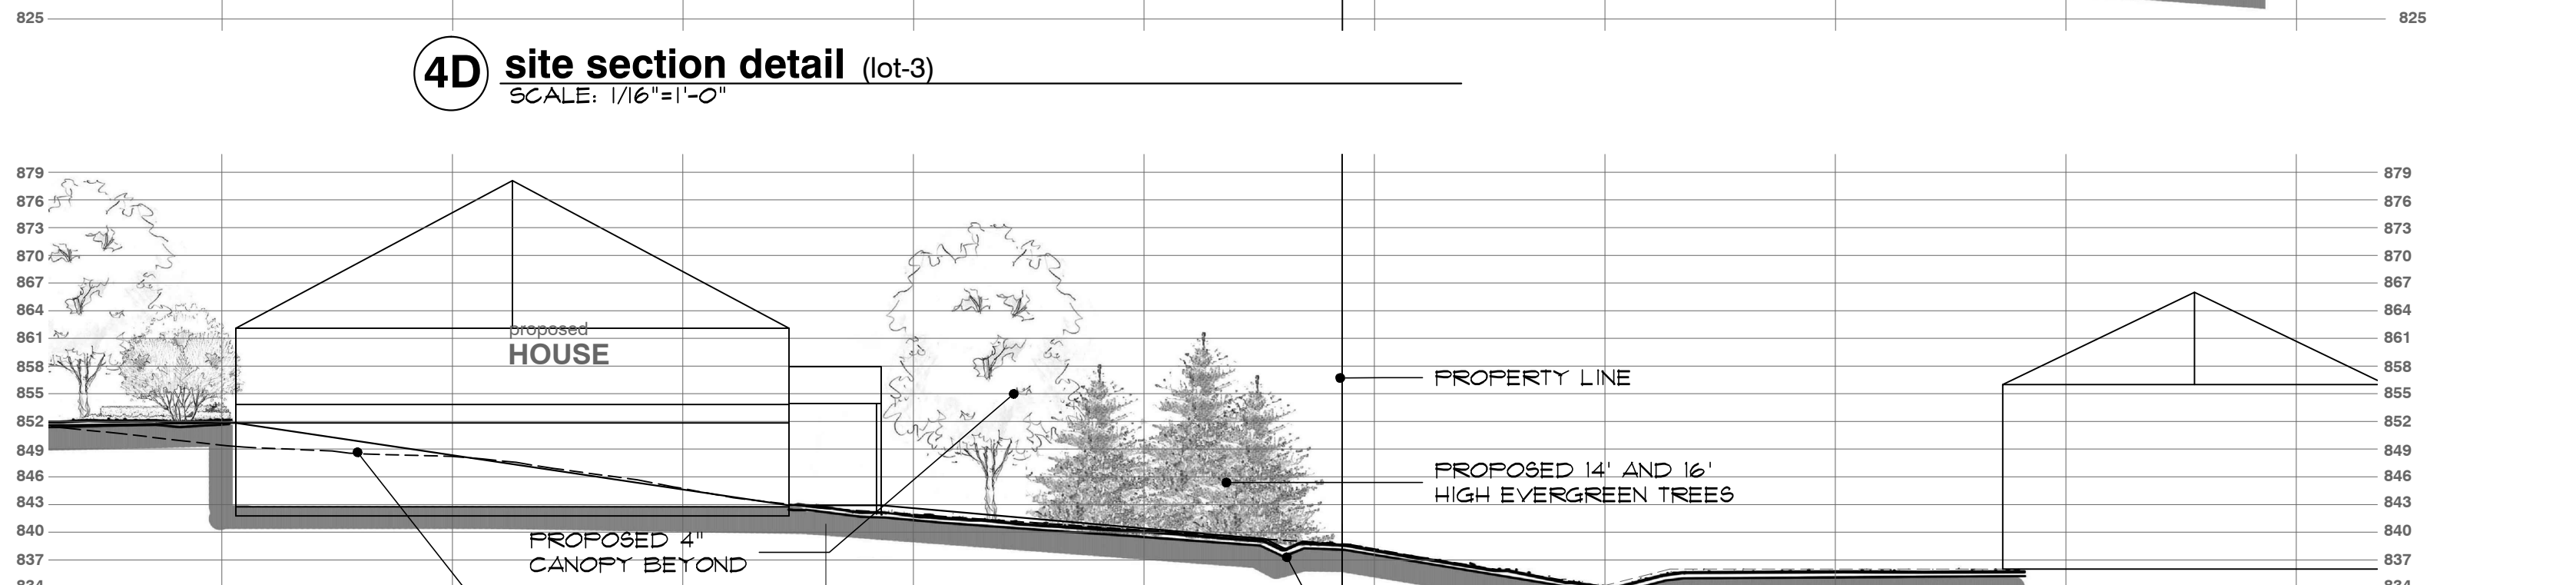 825 825
4D site section detail (lot-3)
SCALE: 1/16"=1'-0"
879 879
876 876
873 873
870 870
867 867
864 864
861 proposed 861
HOUSE
858 858
PROPERTY LINE
855 855
852 852
849 849
PROPOSED 14' AND 16'
846 846
HIGH EVERGREEN TREES
843 843
840 840
PROPOSED 4"
CANOPY BEYOND
837 837
834 834